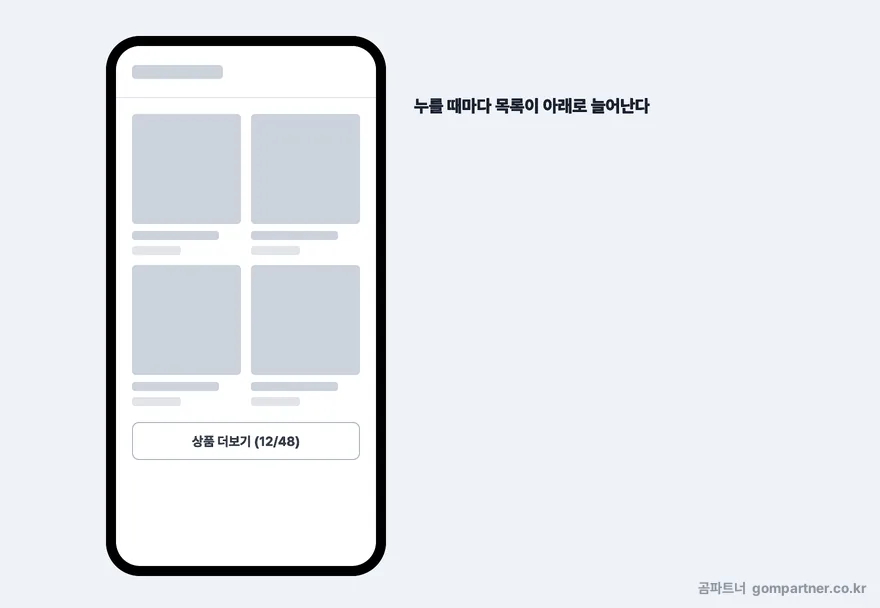 누를 때마다 목록이 아래로 늘어난다
상품 더보기 (12/48)
곰파트너 gompartner.co.kr